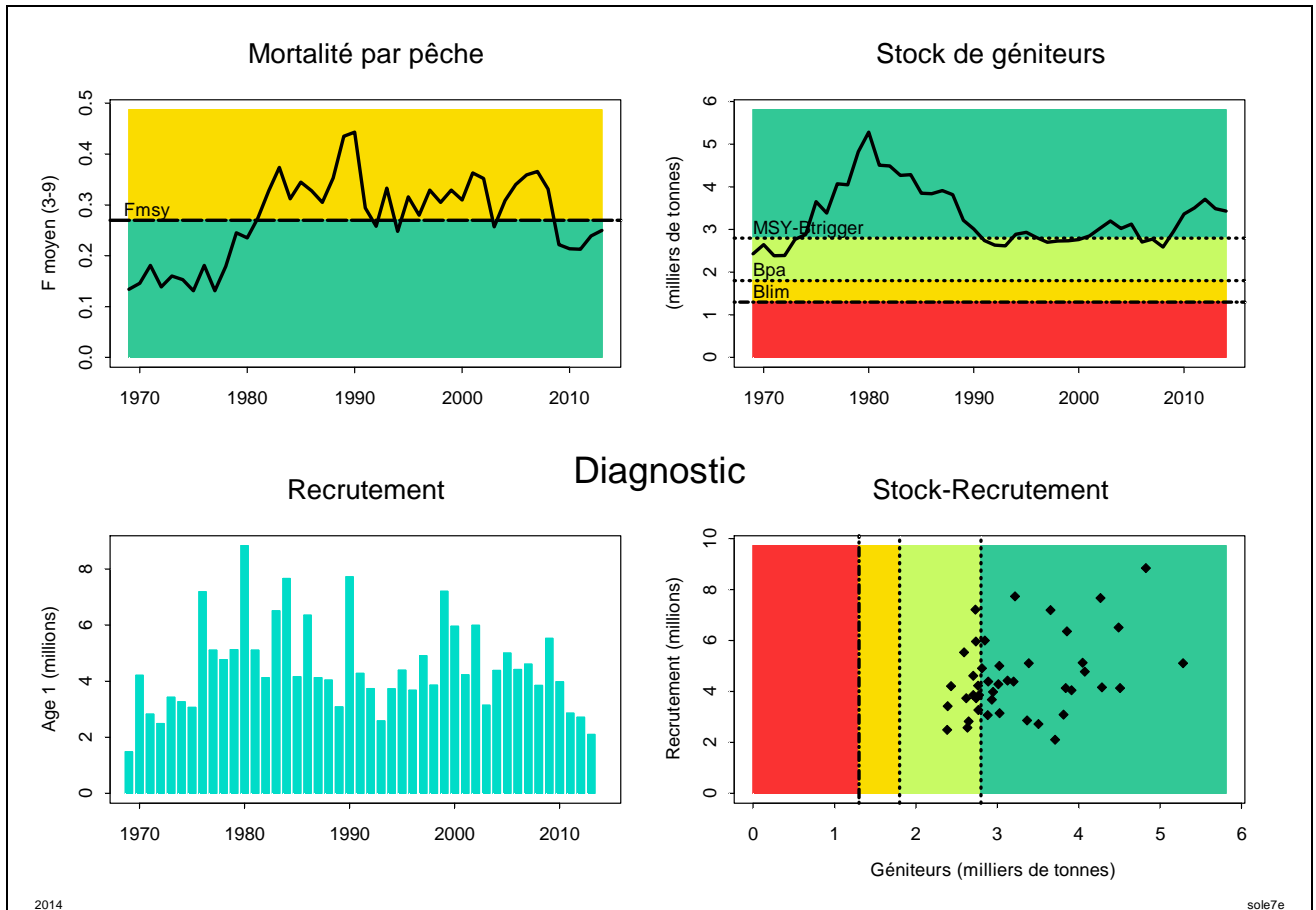 Mortalité par pêche
F moyen (3-9)
0.0 0.1 0.2 0.3 0.4 0.5
Fmsy
1970 1980 1990 2000 2010
Stock de géniteurs
(milliers de tonnes)
0 1 2 3 4 5 6
MSY-Btrigger
Bpa
Blim
1970 1980 1990 2000 2010
Diagnostic
Recrutement
Age 1 (millions)
0 2 4 6 8
1970 1980 1990 2000 2010
Stock-Recrutement
Recrutement (millions)
0 2 4 6 8 10
0 1 2 3 4 5 6
Géniteurs (milliers de tonnes)
2014
sole7e